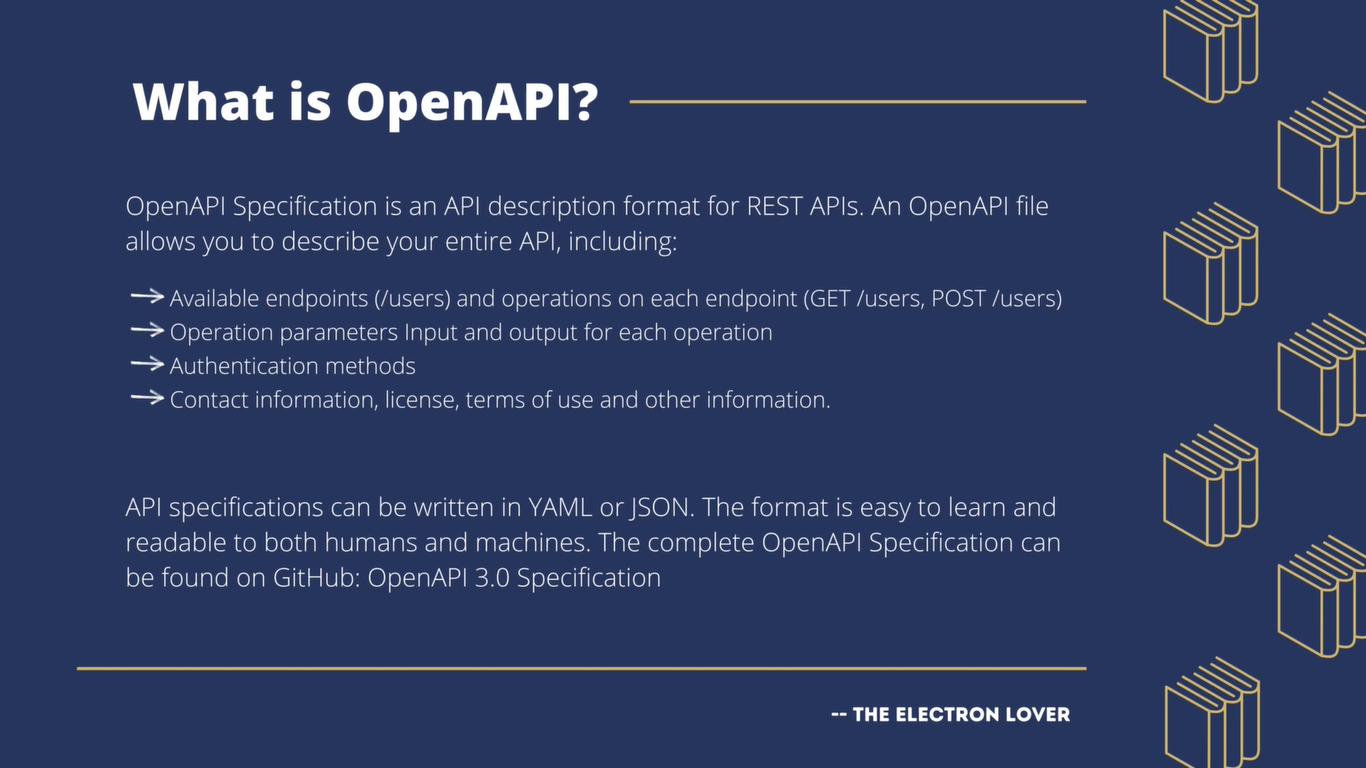 What is OpenAPI?
OpenAPI Specification is an API description format for REST APIs. An OpenAPI file
allows you to describe your entire API, including:
Available endpoints (/users) and operations on each endpoint (GET /users, POST /users)
Operation parameters Input and output for each operation
Authentication methods
Contact information, license, terms of use and other information.
API specifications can be written in YAML or JSON. The format is easy to learn and
readable to both humans and machines. The complete OpenAPI Specification can
be found on GitHub: OpenAPI 3.0 Specification
-- THE ELECTRON LOVER